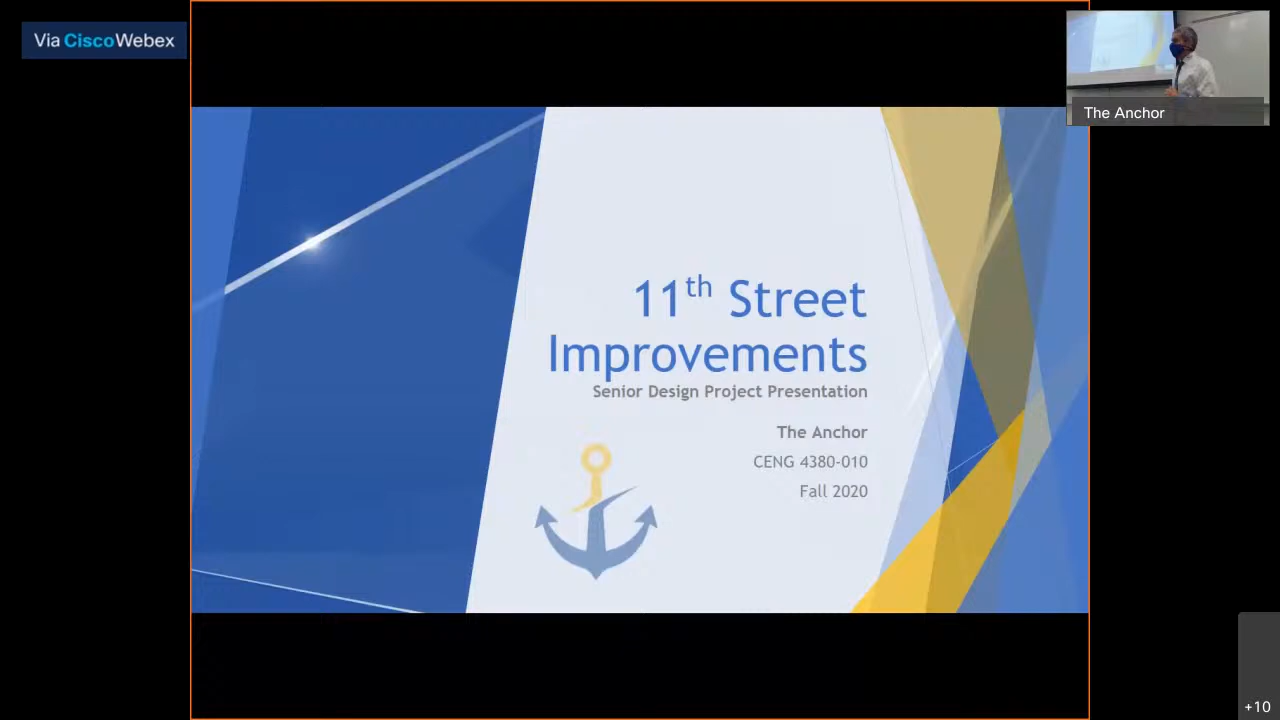 Via CiscoWebex
The Anchor
11th Street
Improvements
Senior Design Project Presentation
The Anchor
CENG 4380-010
Fall 2020
+10